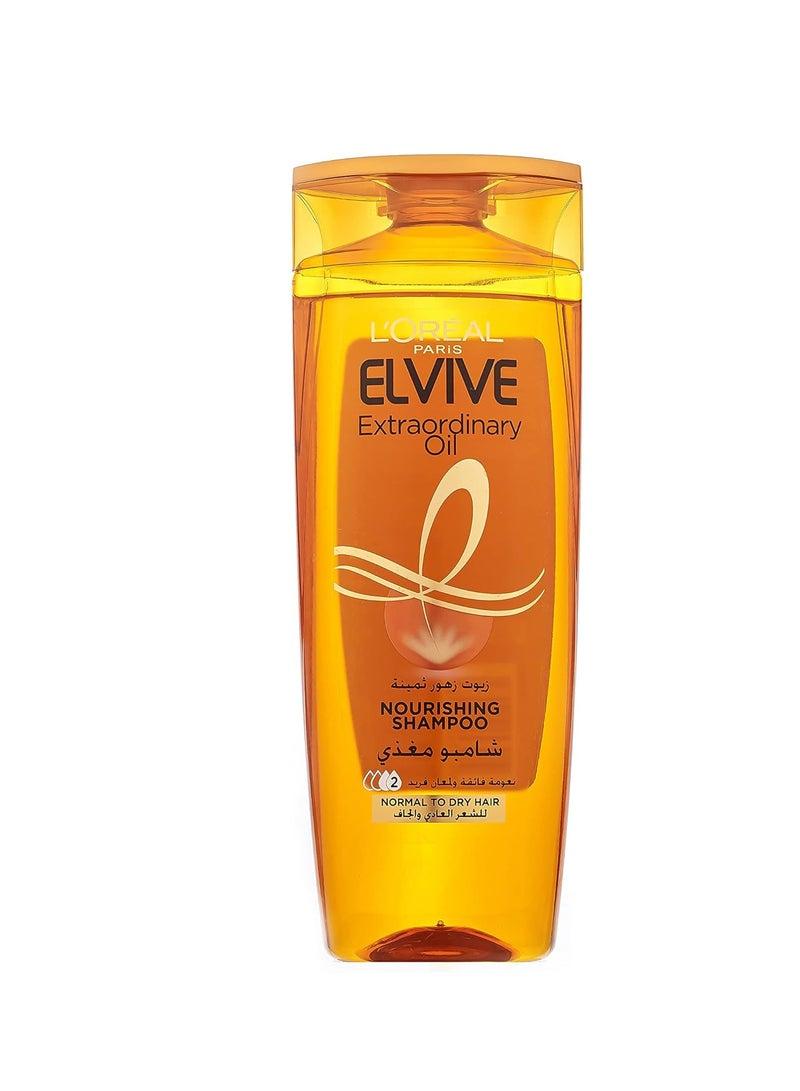 L'ORÉAL
PARIS
ELVIVE
Extraordinary
Oil
زيوت زهور ثمينة
NOURISHING
SHAMPOO
شامبو مغذي
2 نعومة فائقة ولمعان فريد
NORMAL TO DRY HAIR
للشعر العادي والجاف